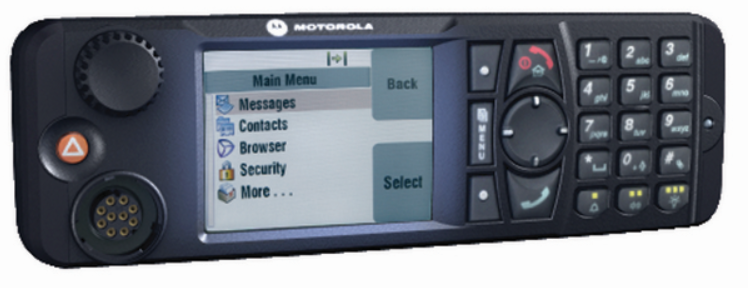 MOTOROLA
Main Menu
Back
Messages
Contacts
Browser
Security
More . . .
Select
MENU
1
2 abc
3 def
4 ghi
5 jkl
6 mno
7 pqrs
8 tuv
9 wxyz
*
0
#